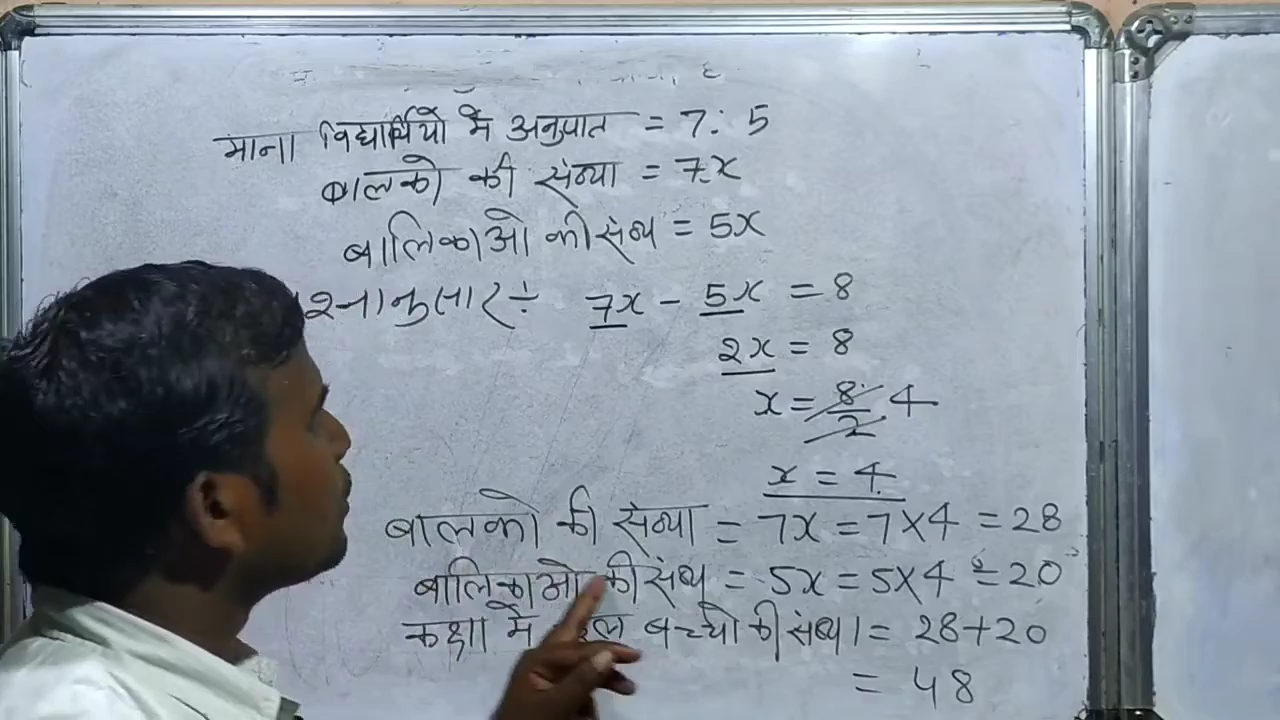 माना विद्यार्थियों में अनुपात = 7: 5
बालको की संख्या = 7x
बालिकाओ की संख्य = 5x
श्नानुसार ÷ 7x - 5x = 8
2x = 8
x = 8/2 4
x = 4
बालको की संख्या = 7x = 7×4 = 28
बालिकाओ की संख्य = 5x = 5×4 = 20
कक्षा में बच्चो की संख्या = 28+20
= 48